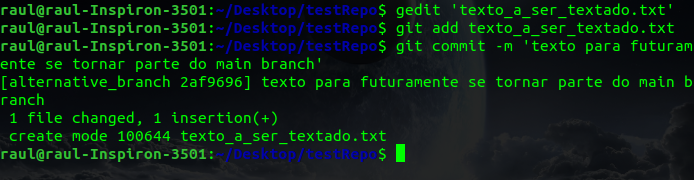 raul@raul-Inspiron-3501:~/Desktop/testRepo$ gedit 'texto_a_ser_textado.txt'
raul@raul-Inspiron-3501:~/Desktop/testRepo$ git add texto_a_ser_textado.txt
raul@raul-Inspiron-3501:~/Desktop/testRepo$ git commit -m 'texto para futuram
ente se tornar parte do main branch'
[alternative_branch 2af9696] texto para futuramente se tornar parte do main b
ranch
 1 file changed, 1 insertion(+)
 create mode 100644 texto_a_ser_textado.txt
raul@raul-Inspiron-3501:~/Desktop/testRepo$